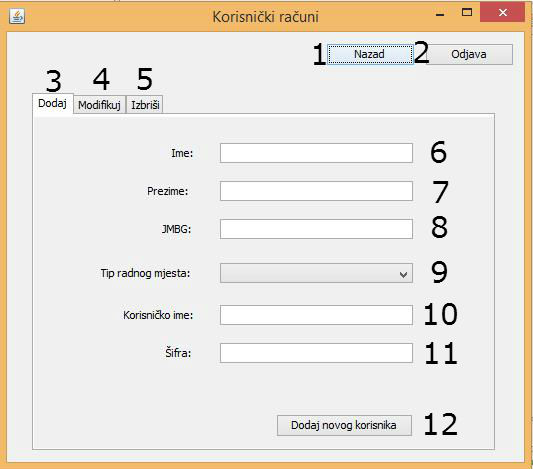 Korisnički računi
1 Nazad 2 Odjava
3 4 5
Dodaj Modifikuj Izbriši
Ime: 6
Prezime: 7
JMBG: 8
Tip radnog mjesta: 9
Korisničko ime: 10
Šifra: 11
Dodaj novog korisnika 12